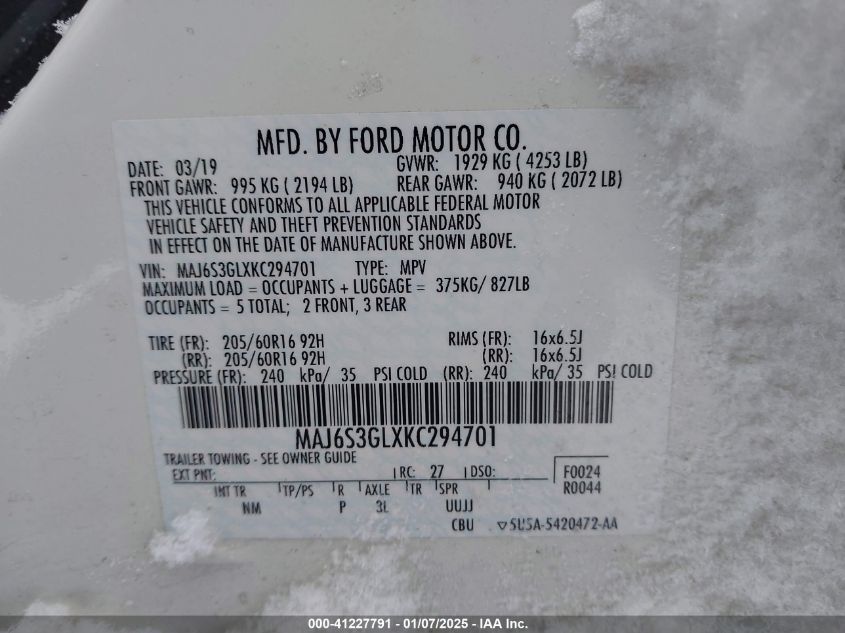 MFD. BY FORD MOTOR CO.
DATE: 03/19 GVWR: 1929 KG ( 4253 LB)
FRONT GAWR: 995 KG ( 2194 LB) REAR GAWR: 940 KG ( 2072 LB)
THIS VEHICLE CONFORMS TO ALL APPLICABLE FEDERAL MOTOR
VEHICLE SAFETY AND THEFT PREVENTION STANDARDS
IN EFFECT ON THE DATE OF MANUFACTURE SHOWN ABOVE.
VIN: MAJ6S3GLXKC294701 TYPE: MPV
MAXIMUM LOAD = OCCUPANTS + LUGGAGE = 375KG/ 827LB
OCCUPANTS = 5 TOTAL; 2 FRONT, 3 REAR
TIRE (FR): 205/60R16 92H RIMS (FR): 16x6.5J
(RR): 205/60R16 92H (RR): 16x6.5J
PRESSURE (FR): 240 kPa/ 35 PSI COLD (RR): 240 kPa/ 35 PSI COLD
MAJ6S3GLXKC294701
TRAILER TOWING - SEE OWNER GUIDE
EXT PNT: RC: 27 DSO: F0024
R0044
INT TR TP/PS R AXLE TR SPR
NM P 3L UUJJ
CBU ▽5U5A-5420472-AA
000-41227791 - 01/07/2025 - IAA Inc.